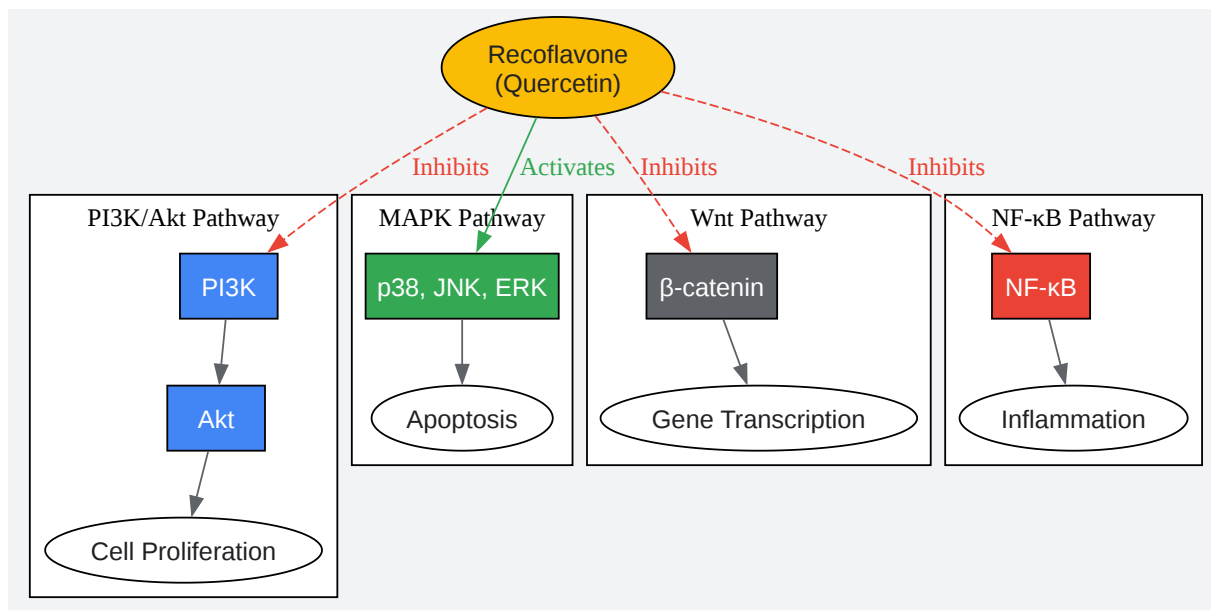 Recoflavone
(Quercetin)
Inhibits
Activates
Inhibits
Inhibits
PI3K/Akt Pathway
MAPK Pathway
Wnt Pathway
NF-κB Pathway
PI3K
p38, JNK, ERK
β-catenin
NF-κB
Akt
Apoptosis
Gene Transcription
Inflammation
Cell Proliferation